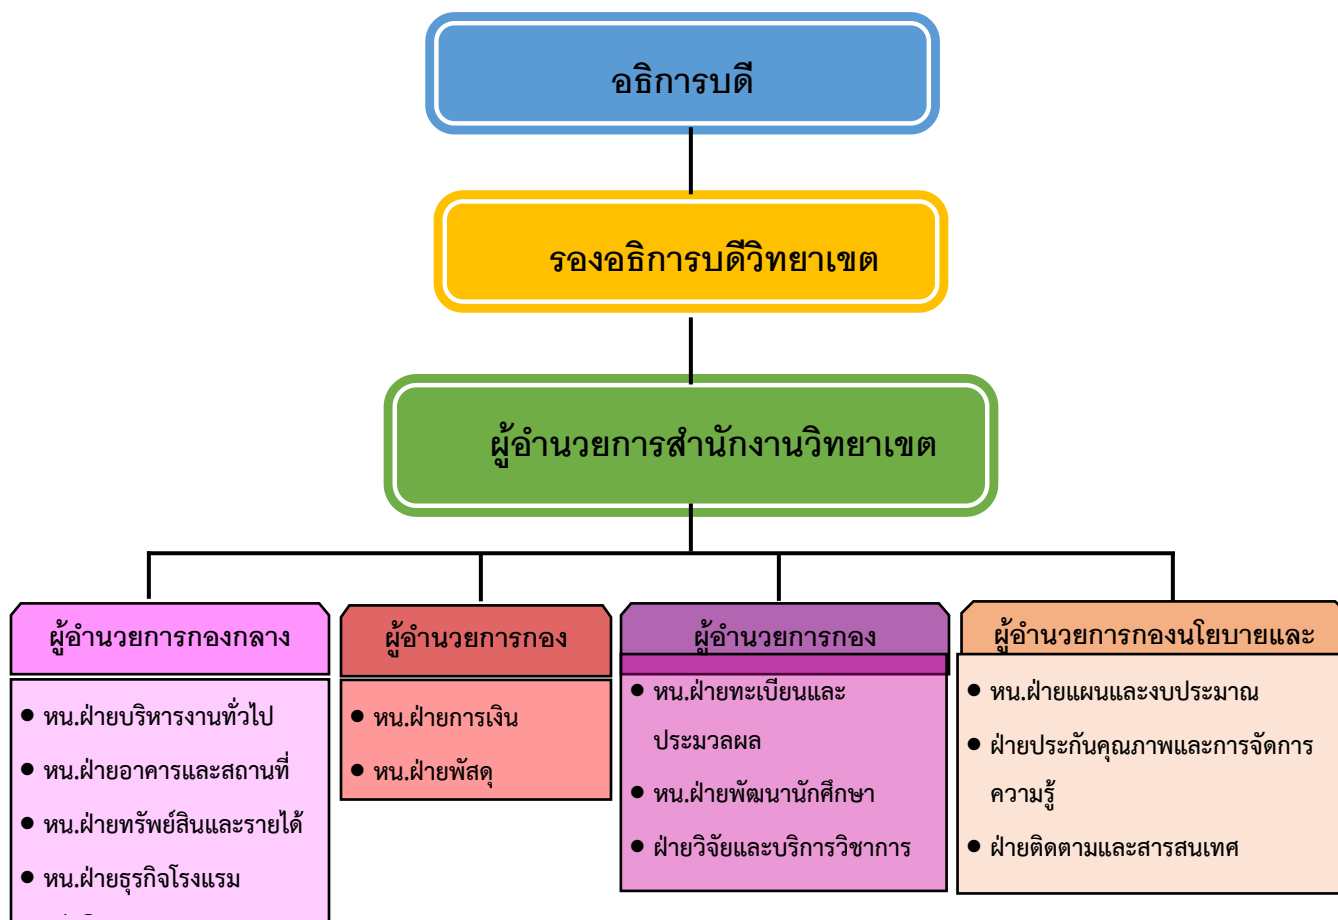 อธิการบดี
รองอธิการบดีวิทยาเขต
ผู้อำนวยการสำนักงานวิทยาเขต
ผู้อำนวยการกองกลาง
● หน.ฝ่ายบริหารงานทั่วไป
● หน.ฝ่ายอาคารและสถานที่
● หน.ฝ่ายทรัพย์สินและรายได้
● หน.ฝ่ายธุรกิจโรงแรม
ผู้อำนวยการกอง
● หน.ฝ่ายการเงิน
● หน.ฝ่ายพัสดุ
ผู้อำนวยการกอง
● หน.ฝ่ายทะเบียนและ
ประมวลผล
● หน.ฝ่ายพัฒนานักศึกษา
● ฝ่ายวิจัยและบริการวิชาการ
ผู้อำนวยการกองนโยบายและ
● หน.ฝ่ายแผนและงบประมาณ
● ฝ่ายประกันคุณภาพและการจัดการ
ความรู้
● ฝ่ายติดตามและสารสนเทศ